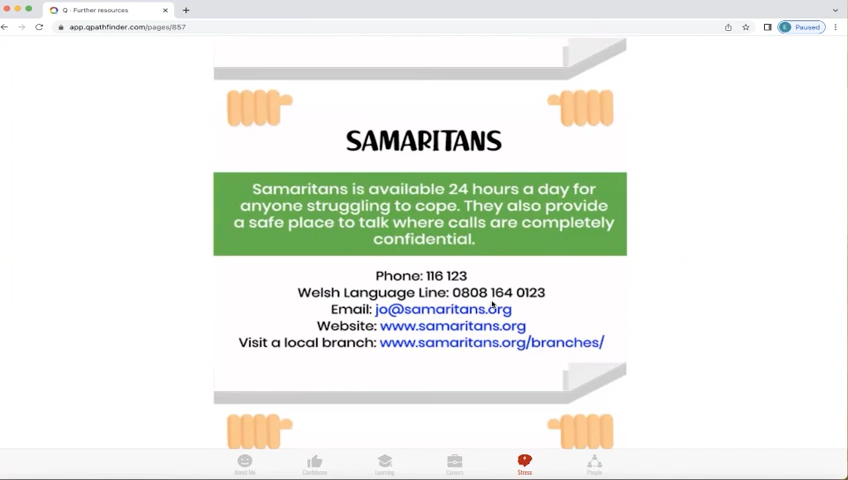 Q · Further resources
app.qpathfinder.com/pages/857
E
Paused
SAMARITANS
Samaritans is available 24 hours a day for
anyone struggling to cope. They also provide
a safe place to talk where calls are completely
confidential.
Phone: 116 123
Welsh Language Line: 0808 164 0123
Email: jo@samaritans.org
Website: www.samaritans.org
Visit a local branch: www.samaritans.org/branches/
About Me
Confidence
Learning
Careers
Stress
People